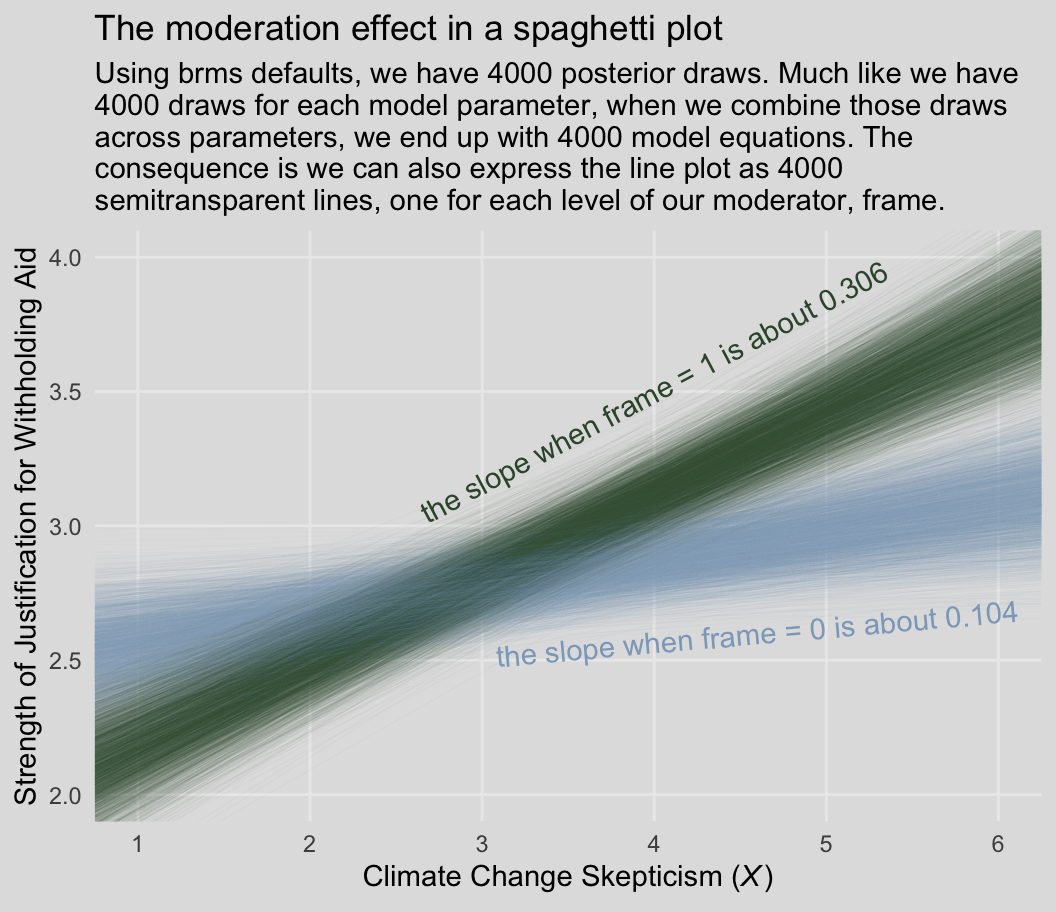 The moderation effect in a spaghetti plot
Using brms defaults, we have 4000 posterior draws. Much like we have
4000 draws for each model parameter, when we combine those draws
across parameters, we end up with 4000 model equations. The
consequence is we can also express the line plot as 4000
semitransparent lines, one for each level of our moderator, frame.
Strength of Justification for Withholding Aid
4.0
3.5
3.0
2.5
2.0
the slope when frame = 1 is about 0.306
the slope when frame = 0 is about 0.104
1 2 3 4 5 6
Climate Change Skepticism (X)